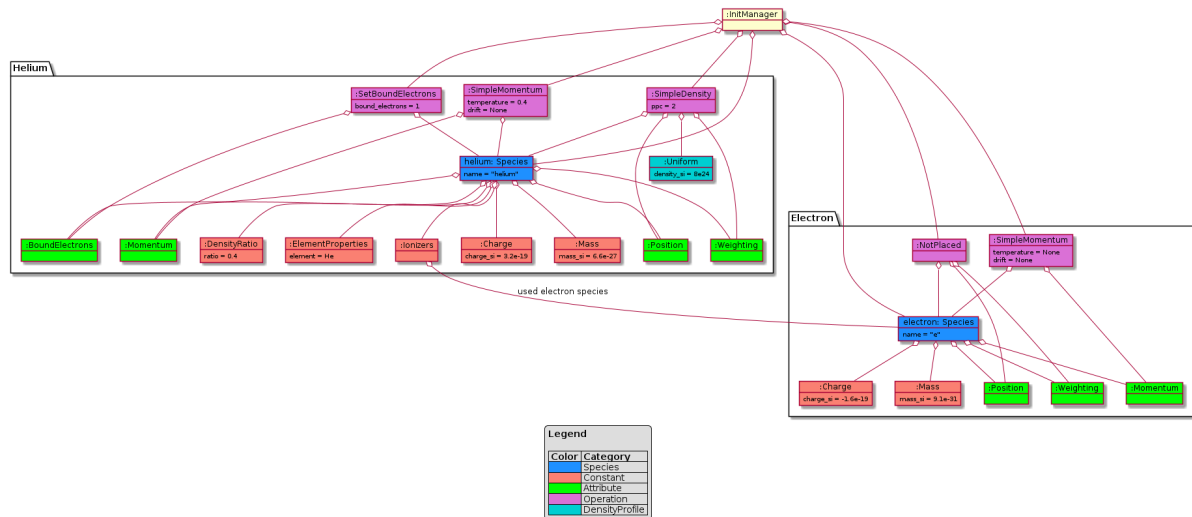 :InitManager
Helium
:SetBoundElectrons
bound_electrons = 1
:SimpleMomentum
temperature = 0.4
drift = None
:SimpleDensity
ppc = 2
helium: Species
name = "helium"
:Uniform
density_si = 8e24
:BoundElectrons
:Momentum
:DensityRatio
ratio = 0.4
:ElementProperties
element = He
:Ionizers
:Charge
charge_si = 3.2e-19
:Mass
mass_si = 6.6e-27
:Position
:Weighting
used electron species
Electron
:NotPlaced
:SimpleMomentum
temperature = None
drift = None
electron: Species
name = "e"
:Charge
charge_si = -1.6e-19
:Mass
mass_si = 9.1e-31
:Position
:Weighting
:Momentum
Legend
Color Category
Species
Constant
Attribute
Operation
DensityProfile